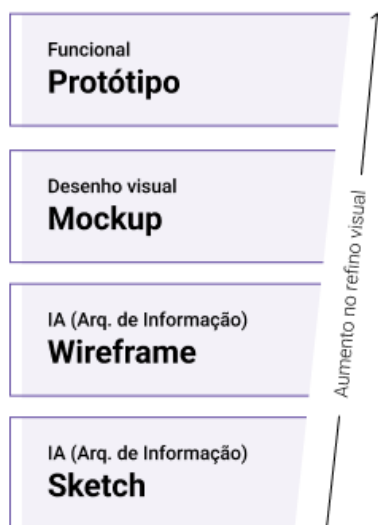 Funcional
Protótipo
Desenho visual
Mockup
IA (Arq. de Informação)
Wireframe
IA (Arq. de Informação)
Sketch
Aumento no refino visual